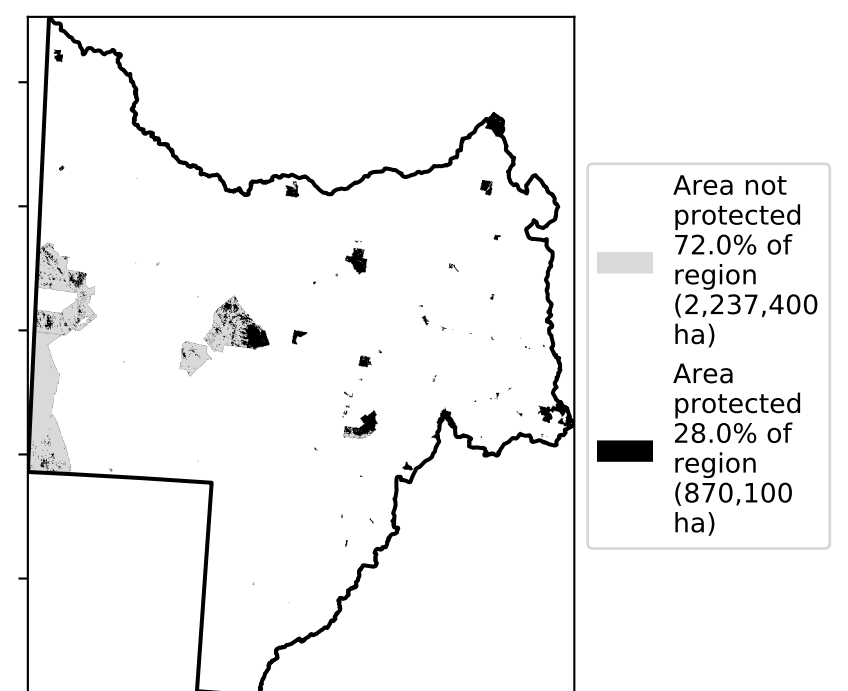 Area not
protected
72.0% of
region
(2,237,400
ha)
Area
protected
28.0% of
region
(870,100
ha)